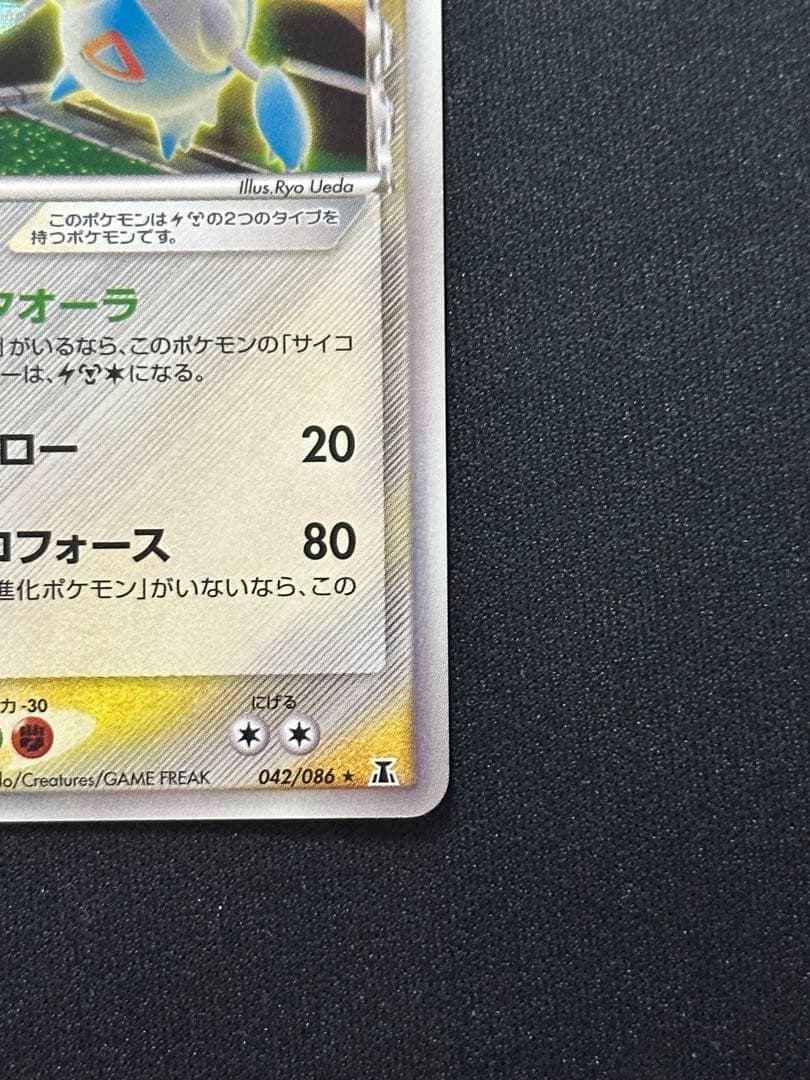 Illus.Ryo Ueda
このポケモンはの2つのタイプを
持つポケモンです。
オーラ
」がいるなら、このポケモンの「サイコ
ーは、になる。
ロー 20
フォース 80
進化ポケモン」がいないなら、この
力 -30 にげる
do/Creatures/GAME FREAK 042/086 ★